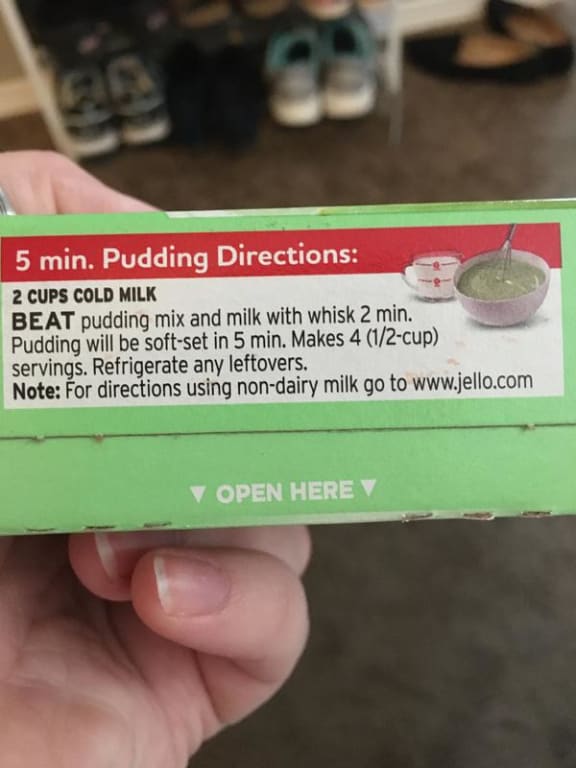 5 min. Pudding Directions:
2 CUPS COLD MILK
BEAT pudding mix and milk with whisk 2 min.
Pudding will be soft-set in 5 min. Makes 4 (1/2-cup)
servings. Refrigerate any leftovers.
Note: For directions using non-dairy milk go to www.jello.com
▼ OPEN HERE ▼